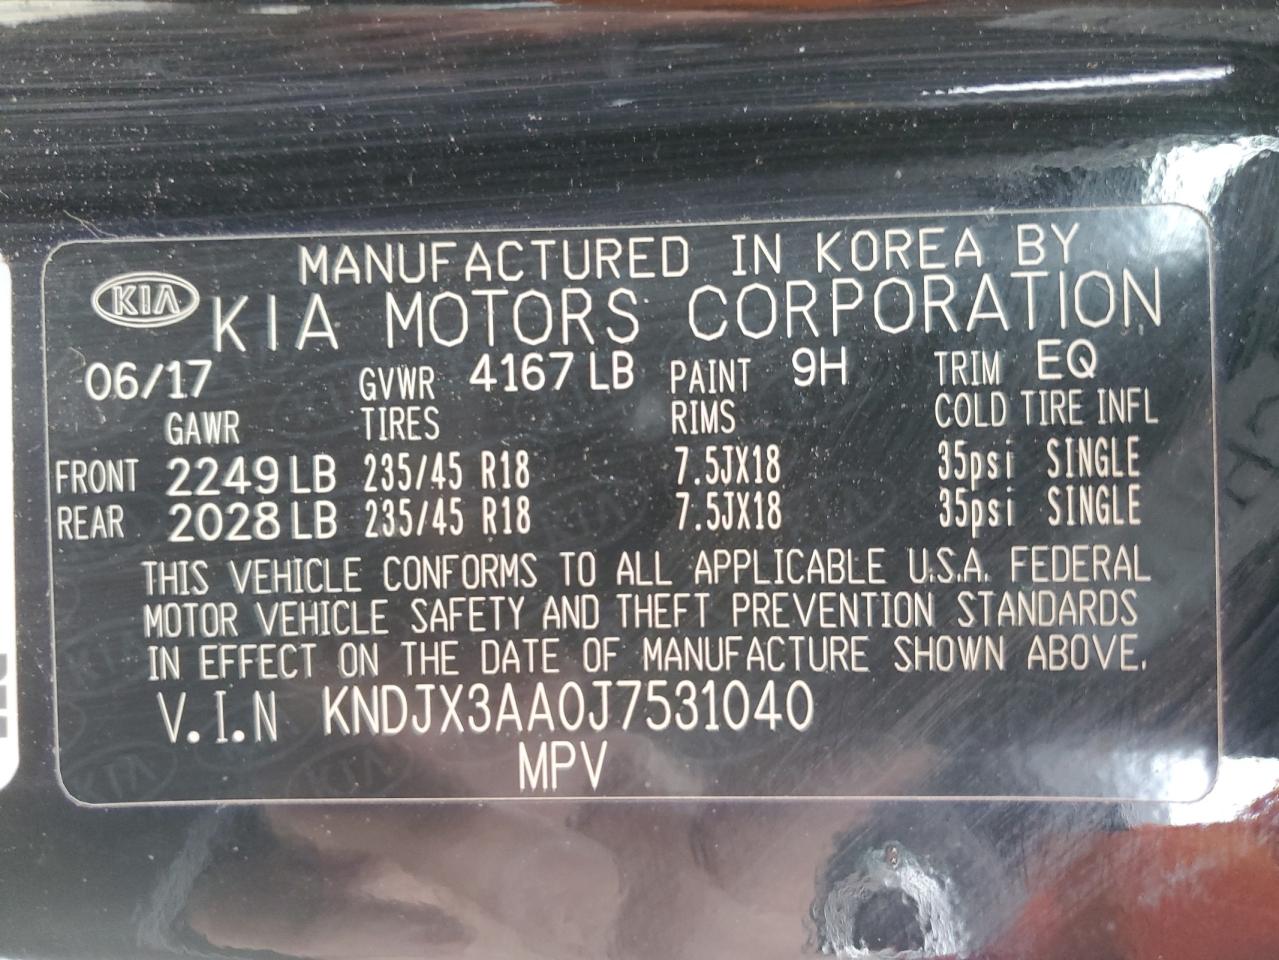 MANUFACTURED IN KOREA BY
KIA KIA MOTORS CORPORATION
06/17 GVWR 4167 LB PAINT 9H TRIM EQ
GAWR TIRES RIMS COLD TIRE INFL
FRONT 2249 LB 235/45 R18 7.5JX18 35psi SINGLE
REAR 2028 LB 235/45 R18 7.5JX18 35psi SINGLE
THIS VEHICLE CONFORMS TO ALL APPLICABLE U.S.A. FEDERAL
MOTOR VEHICLE SAFETY AND THEFT PREVENTION STANDARDS
IN EFFECT ON THE DATE OF MANUFACTURE SHOWN ABOVE.
V.I.N KNDJX3AA0J7531040
MPV